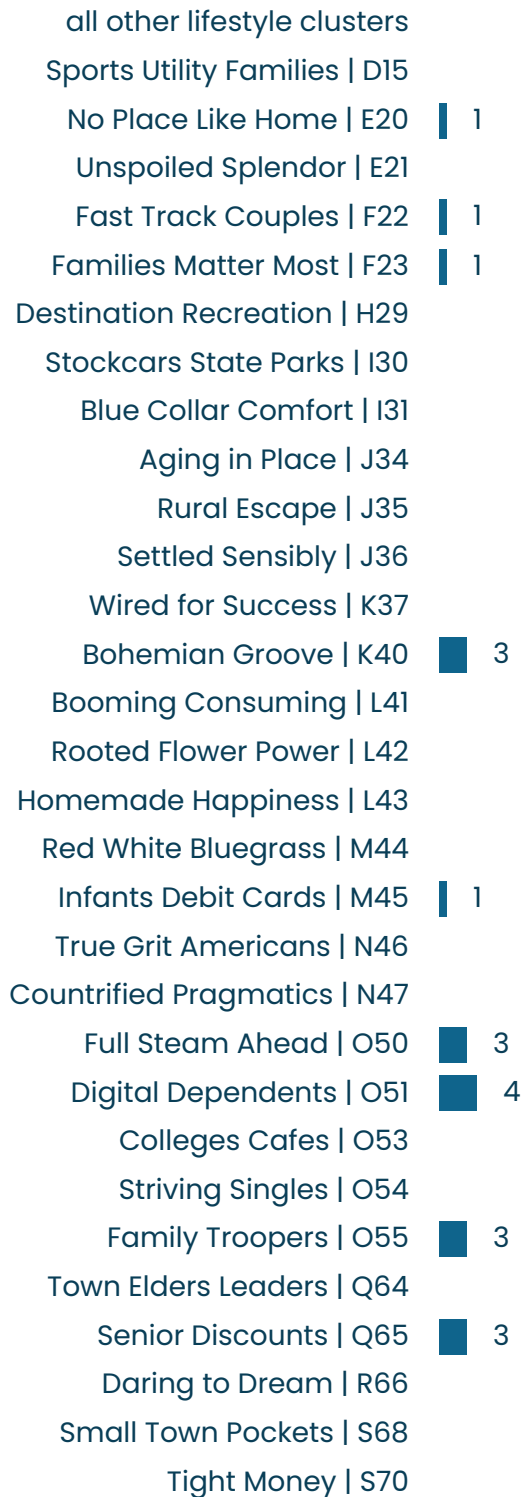 all other lifestyle clusters
Sports Utility Families | D15
No Place Like Home | E20 1
Unspoiled Splendor | E21
Fast Track Couples | F22 1
Families Matter Most | F23 1
Destination Recreation | H29
Stockcars State Parks | I30
Blue Collar Comfort | I31
Aging in Place | J34
Rural Escape | J35
Settled Sensibly | J36
Wired for Success | K37
Bohemian Groove | K40 3
Booming Consuming | L41
Rooted Flower Power | L42
Homemade Happiness | L43
Red White Bluegrass | M44
Infants Debit Cards | M45 1
True Grit Americans | N46
Countrified Pragmatics | N47
Full Steam Ahead | O50 3
Digital Dependents | O51 4
Colleges Cafes | O53
Striving Singles | O54
Family Troopers | O55 3
Town Elders Leaders | Q64
Senior Discounts | Q65 3
Daring to Dream | R66
Small Town Pockets | S68
Tight Money | S70